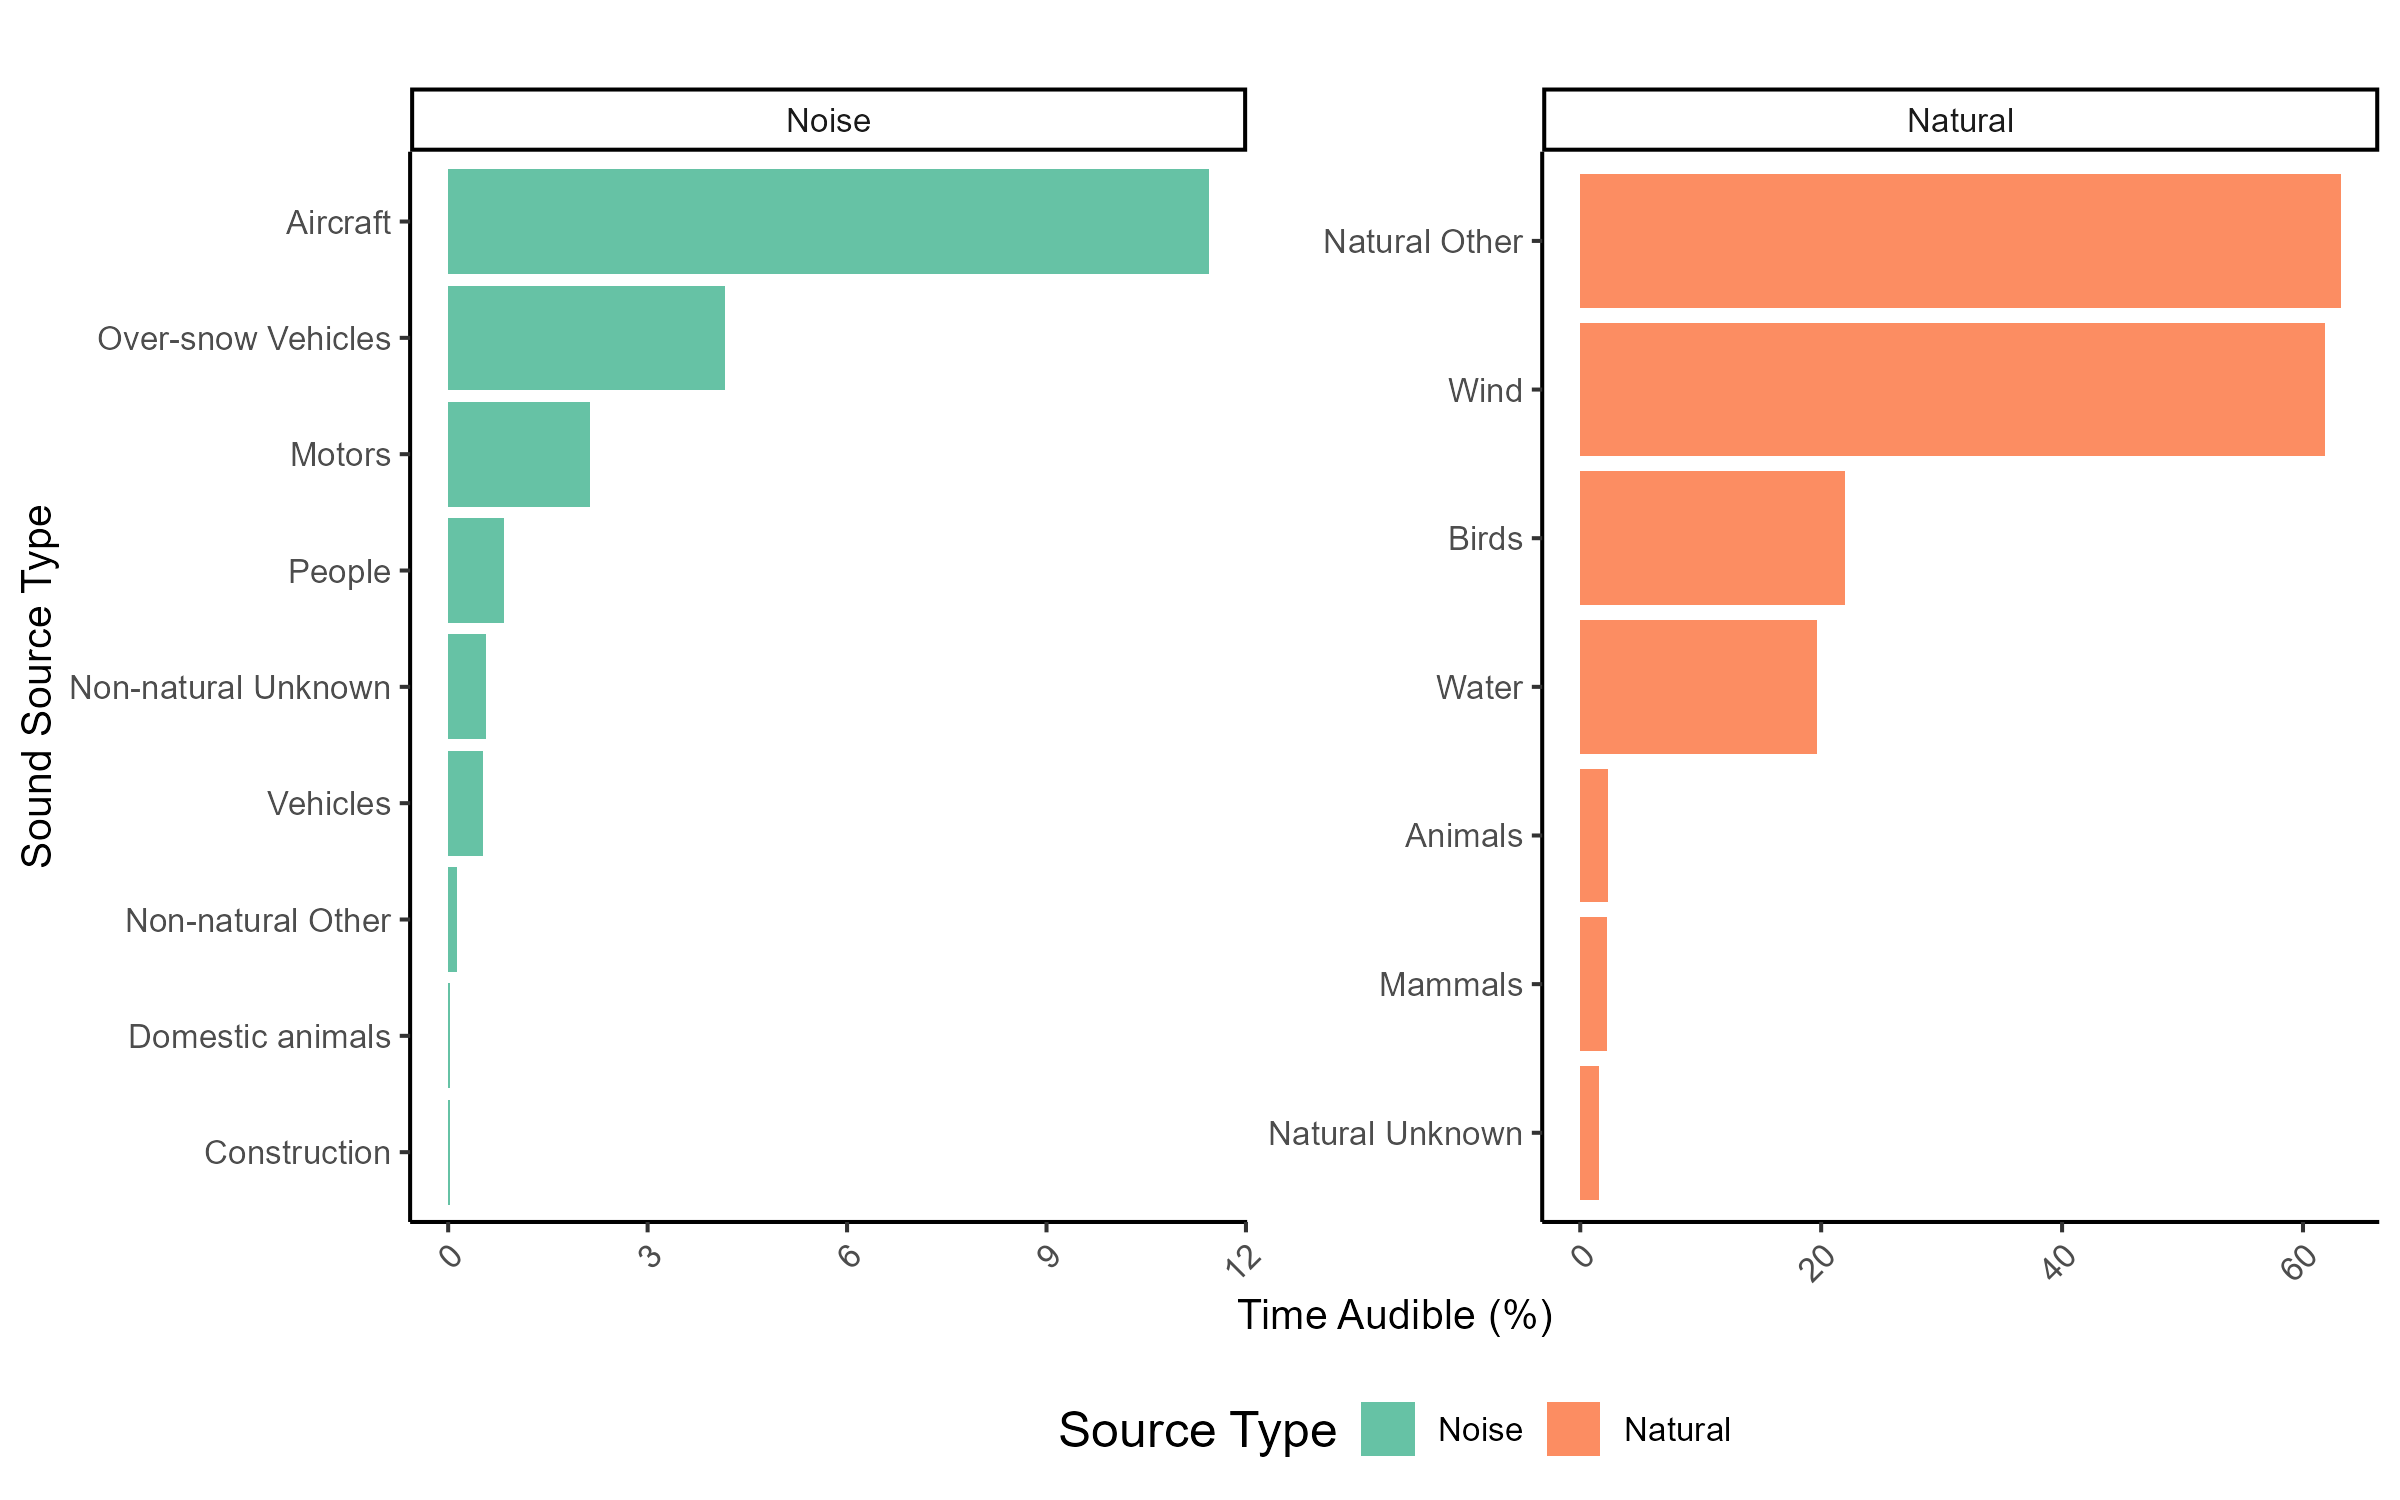 Noise
Natural
Aircraft
Over-snow Vehicles
Motors
People
Non-natural Unknown
Vehicles
Non-natural Other
Domestic animals
Construction
Natural Other
Wind
Birds
Water
Animals
Mammals
Natural Unknown
Sound Source Type
0 3 6 9 12
0 20 40 60
Time Audible (%)
Source Type Noise Natural